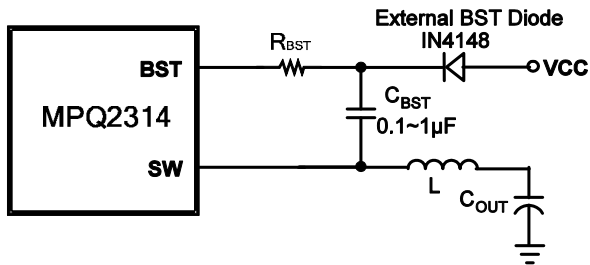 External BST Diode
IN4148
RBST
BST
VCC
MPQ2314
CBST
0.1~1µF
SW
L
COUT